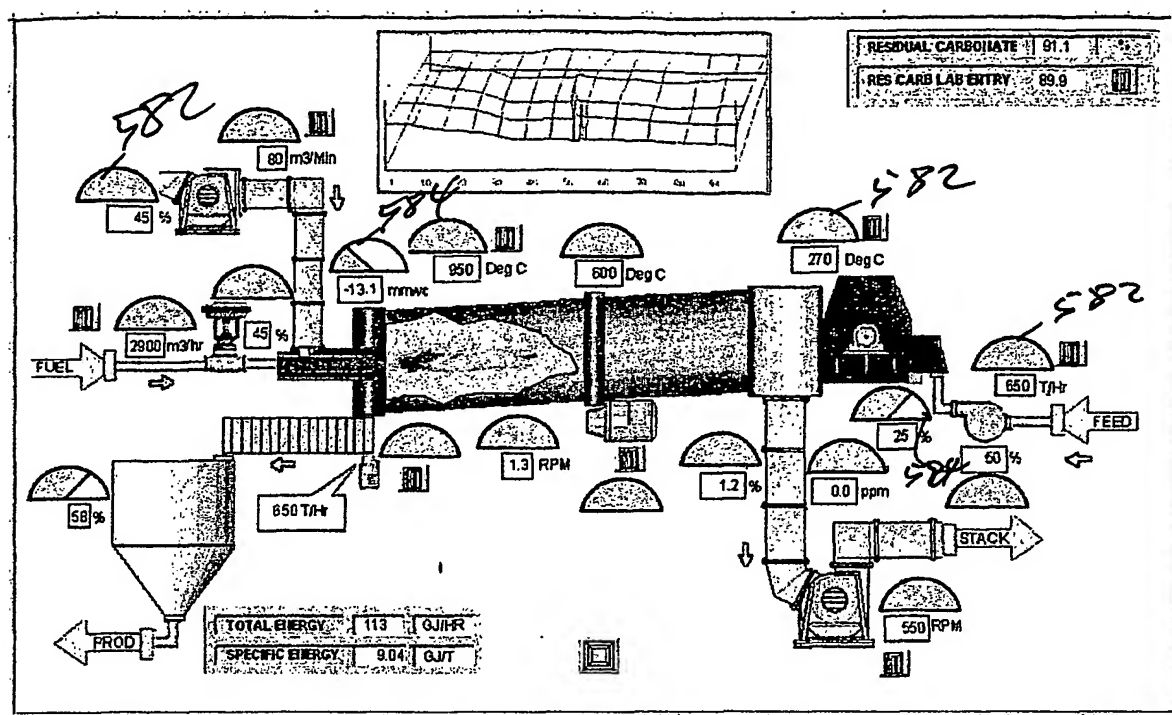 RESIDUAL CARBONATE 91.1 %
RES CARB LAB ENTRY 89.9
582
80 m3/Min
45 %
584
950 Deg C
600 Deg C
582
270 Deg C
-13.1 mmwc
582
2900 m3/hr
45 %
FUEL
650 T/Hr
25 %
FEED
1.3 RPM
1.2 %
0.0 ppm
584
60 %
58 %
650 T/Hr
STACK
TOTAL ENERGY 113 GJ/HR
550 RPM
PROD
SPECIFIC ENERGY 9.04 GJ/T